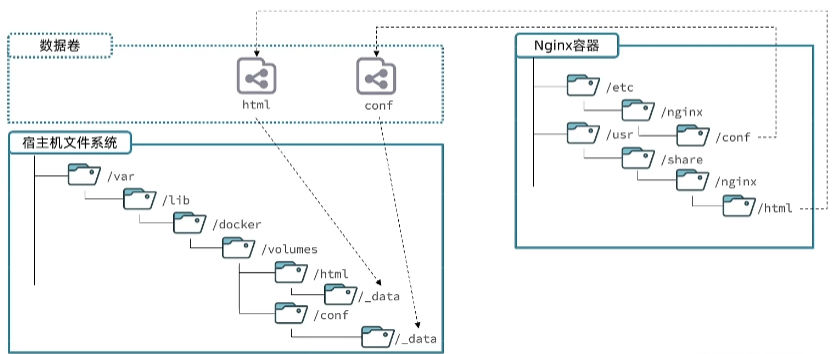 数据卷
html
conf
宿主机文件系统
/var
/lib
/docker
/volumes
/html
/_data
/conf
/_data
Nginx容器
/etc
/nginx
/conf
/usr
/share
/nginx
/html